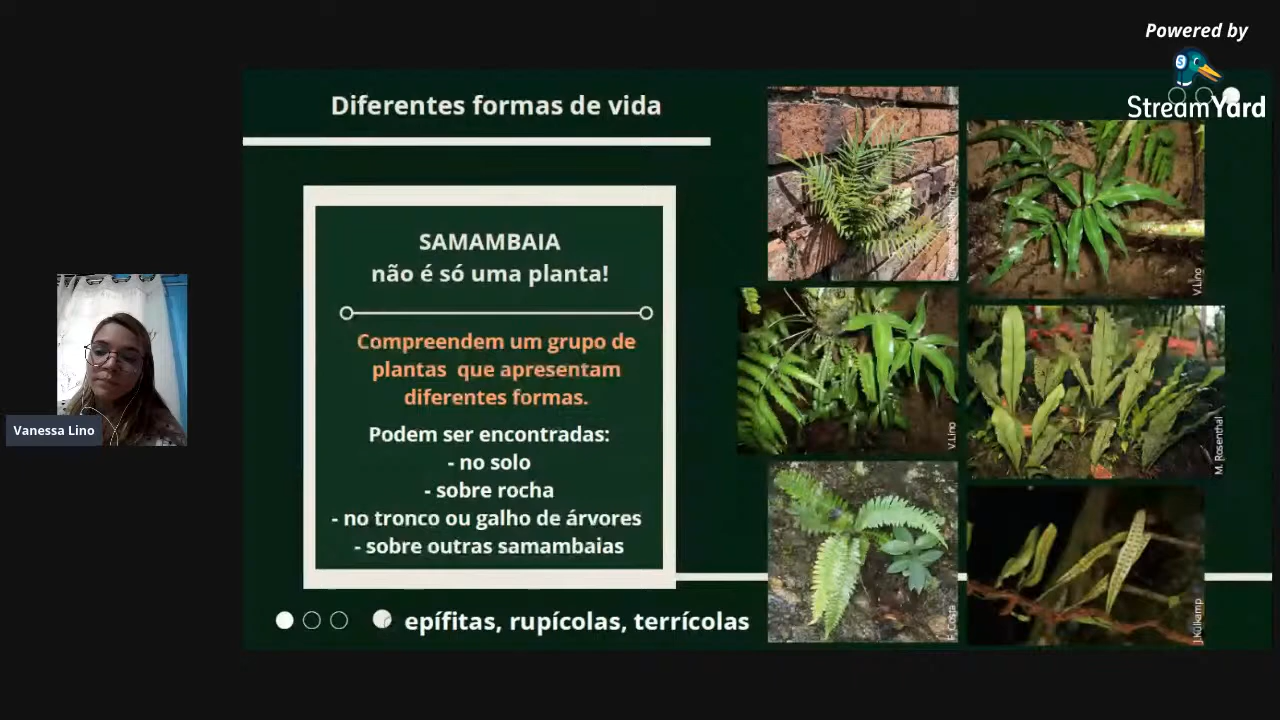 Powered by
StreamYard
Diferentes formas de vida
SAMAMBAIA
não é só uma planta!
Compreendem um grupo de
plantas que apresentam
diferentes formas.
Podem ser encontradas:
- no solo
- sobre rocha
- no tronco ou galho de árvores
- sobre outras samambaias
epífitas, rupícolas, terrícolas
V.Lino
V.Lino
M. Rosenthal
F. Costa
J.Külkamp
Vanessa Lino